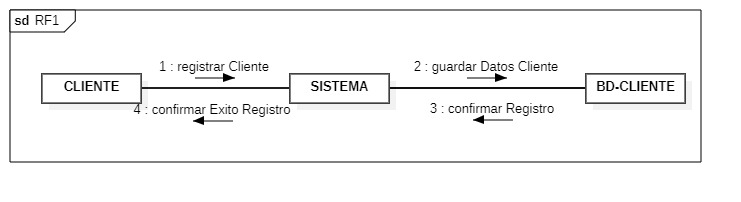 sd RF1
1 : registrar Cliente
2 : guardar Datos Cliente
CLIENTE
SISTEMA
BD-CLIENTE
4 : confirmar Exito Registro
3 : confirmar Registro